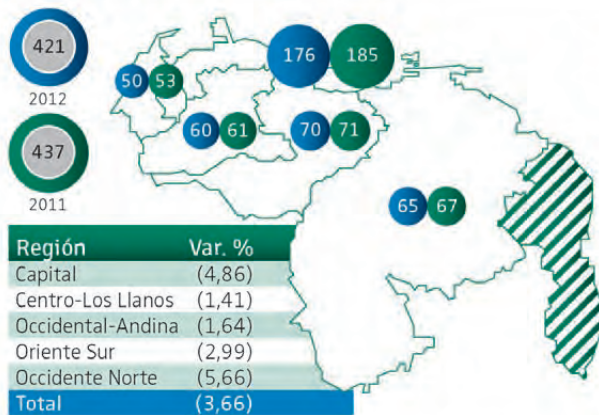 421
2012
437
2011
176 185
50 53
60 61
70 71
65 67
Región Var. %
Capital (4,86)
Centro-Los Llanos (1,41)
Occidental-Andina (1,64)
Oriente Sur (2,99)
Occidente Norte (5,66)
Total (3,66)